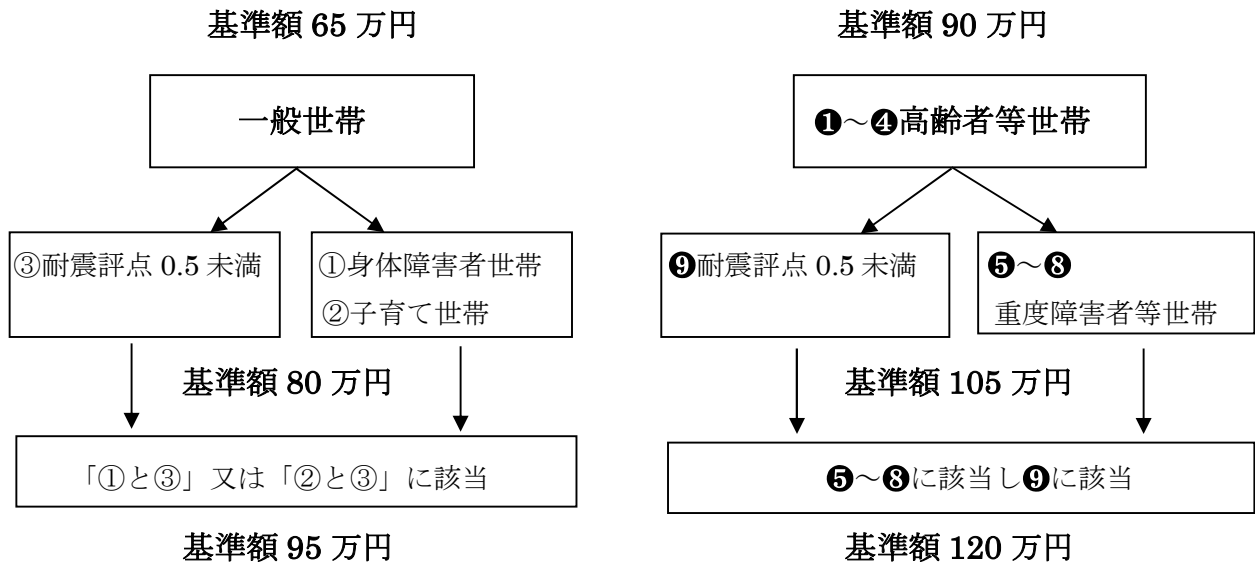 基準額 65 万円
一般世帯
③耐震評点 0.5 未満
①身体障害者世帯
②子育て世帯
基準額 80 万円
「①と③」又は「②と③」に該当
基準額 95 万円
基準額 90 万円
❶～❹高齢者等世帯
❾耐震評点 0.5 未満
❺～❽
重度障害者等世帯
基準額 105 万円
❺～❽に該当し❾に該当
基準額 120 万円